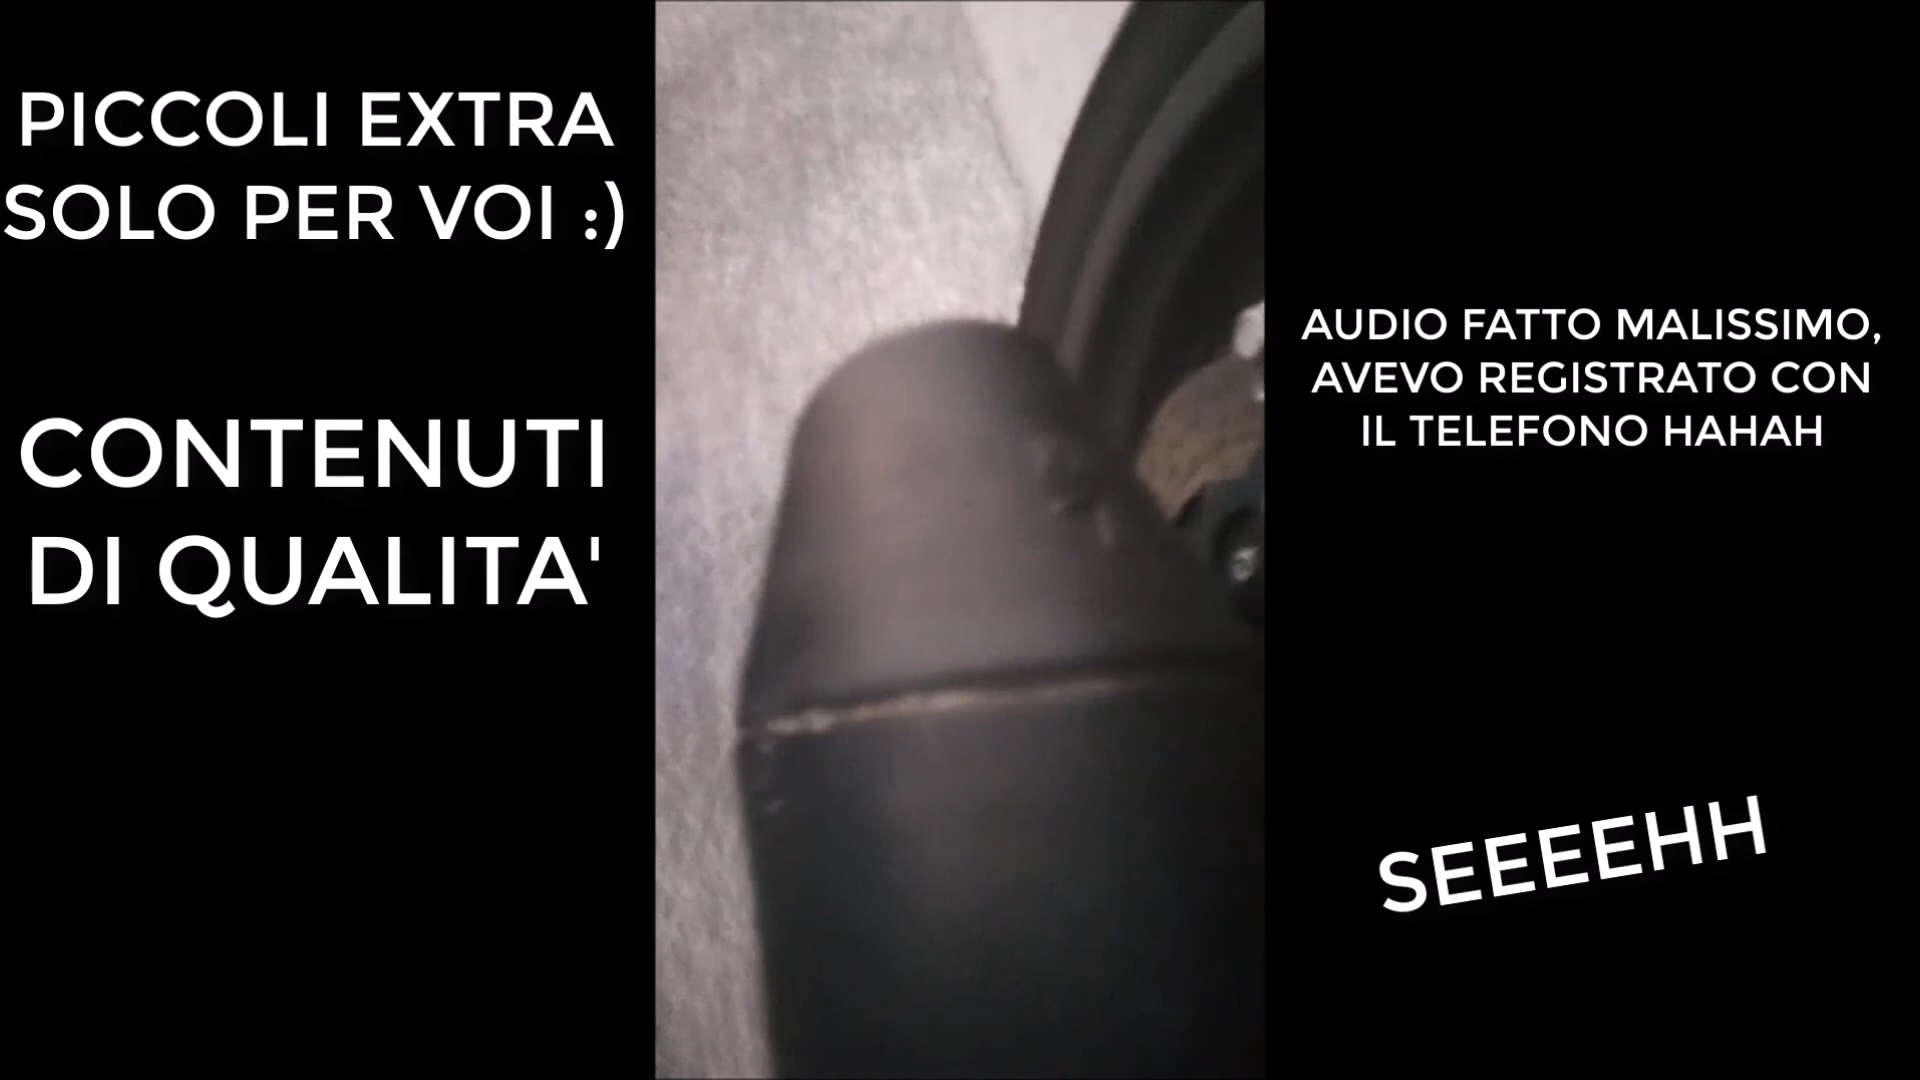 PICCOLI EXTRA
SOLO PER VOI :)
CONTENUTI
DI QUALITA'
AUDIO FATTO MALISSIMO,
AVEVO REGISTRATO CON
IL TELEFONO HAHAH
SEEEEHH